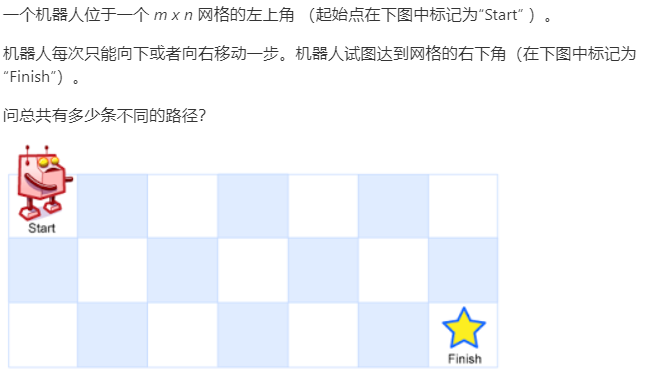 一个机器人位于一个 m x n 网格的左上角 （起始点在下图中标记为“Start” ）。
机器人每次只能向下或者向右移动一步。机器人试图达到网格的右下角（在下图中标记为
“Finish”）。
问总共有多少条不同的路径？
Start
Finish